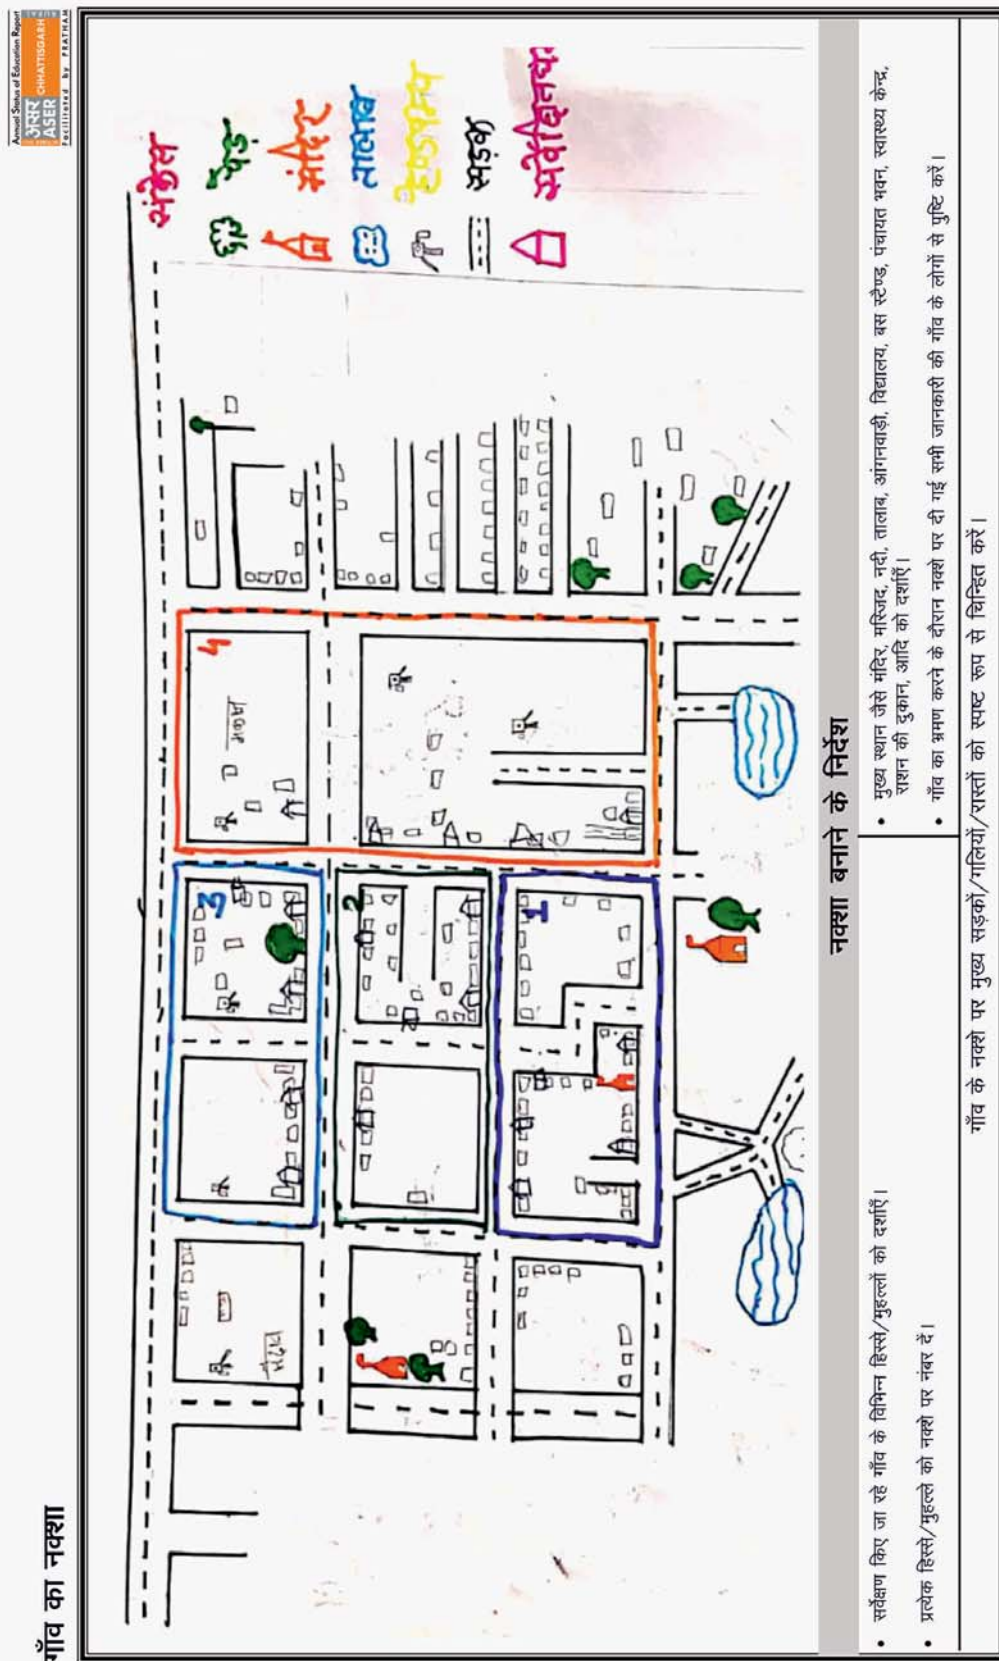 गाँव का नक्शा
Annual Status of Education Report
असर
ASER CHHATTISGARH
Facilitated by PRATHAM
संकेत
पेड़
मंदिर
तालाब
हैण्डपम्प
सड़क
4
3
2
1
मैदान
नक्शा बनाने के निर्देश
• सर्वेक्षण किए जा रहे गाँव के विभिन्न हिस्से/मुहल्लों को दर्शाएँ।
• प्रत्येक हिस्से/मुहल्ले को नक्शे पर नंबर दें।
• मुख्य स्थान जैसे मंदिर, मस्जिद, नदी, तालाब, आंगनवाड़ी, विद्यालय, बस स्टैण्ड, पंचायत भवन, स्वास्थ्य केन्द्र,
राशन की दुकान, आदि को दर्शाएँ।
• गाँव का भ्रमण करने के दौरान नक्शे पर दी गई सभी जानकारी की गाँव के लोगों से पुष्टि करें।
गाँव के नक्शे पर मुख्य सड़कों/गलियों/रास्तों को स्पष्ट रूप से चिन्हित करें।